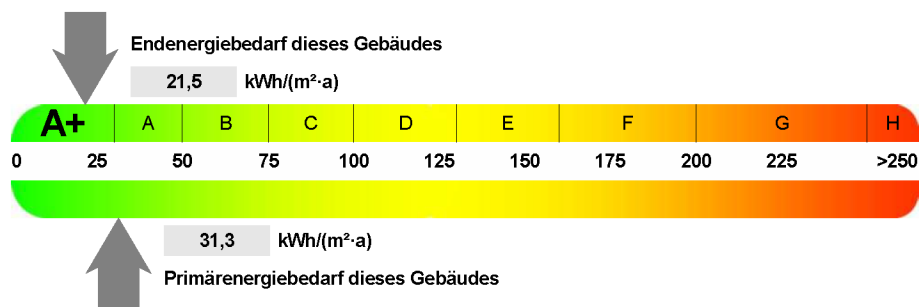 Endenergiebedarf dieses Gebäudes
21,5 kWh/(m²·a)
A+ A B C D E F G H
0 25 50 75 100 125 150 175 200 225 >250
31,3 kWh/(m²·a)
Primärenergiebedarf dieses Gebäudes